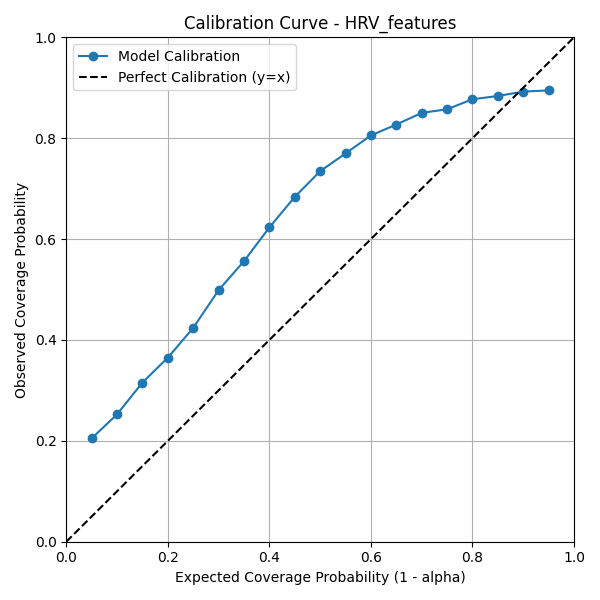 Calibration Curve - HRV_features
Model Calibration
Perfect Calibration (y=x)
Observed Coverage Probability
1.0
0.8
0.6
0.4
0.2
0.0
0.0 0.2 0.4 0.6 0.8 1.0
Expected Coverage Probability (1 - alpha)